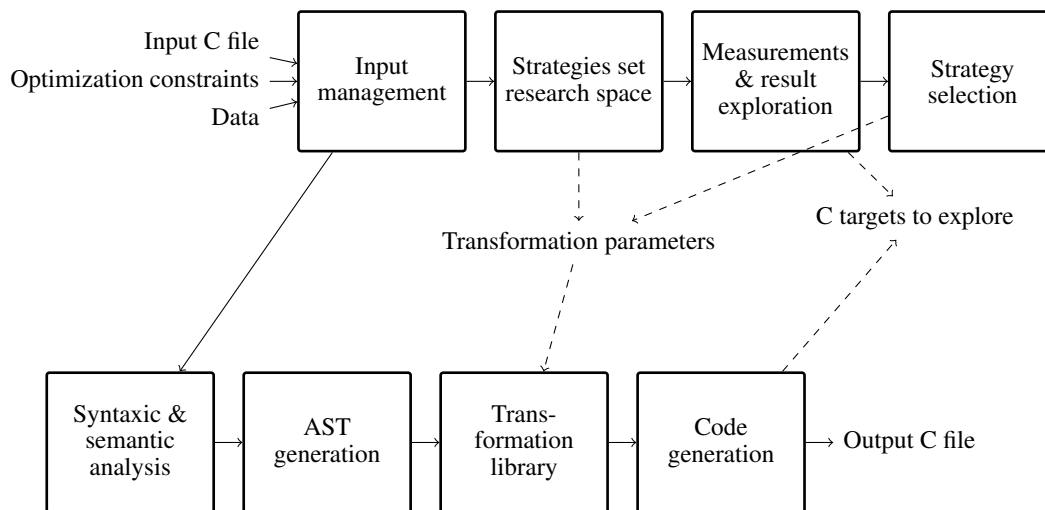 Input C file
Optimization constraints
Data
Input
management
Strategies set
research space
Measurements
& result
exploration
Strategy
selection
Transformation parameters
C targets to explore
Syntaxic &
semantic
analysis
AST
generation
Trans-
formation
library
Code
generation
Output C file